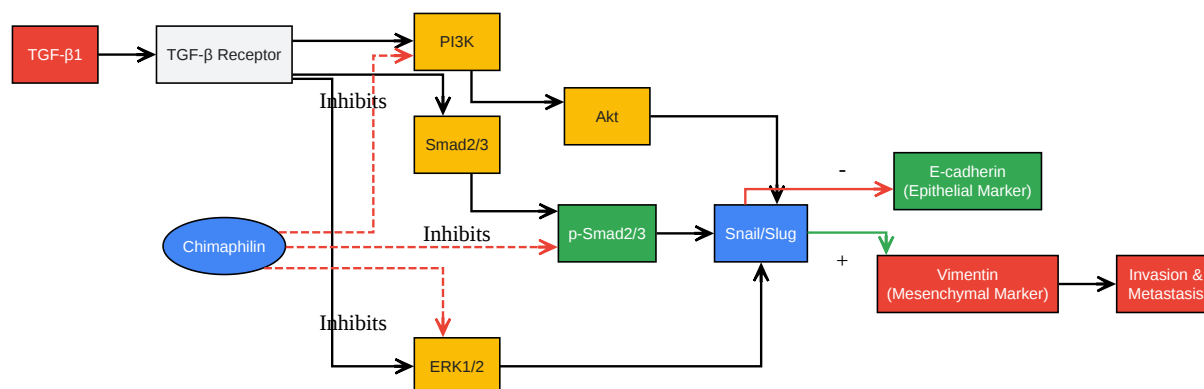 PI3K
TGF-β1
TGF-β Receptor
Inhibits
Akt
Smad2/3
-
E-cadherin
(Epithelial Marker)
Chimaphilin
Inhibits
p-Smad2/3
Snail/Slug
+
Vimentin
(Mesenchymal Marker)
Invasion &
Metastasis
Inhibits
ERK1/2